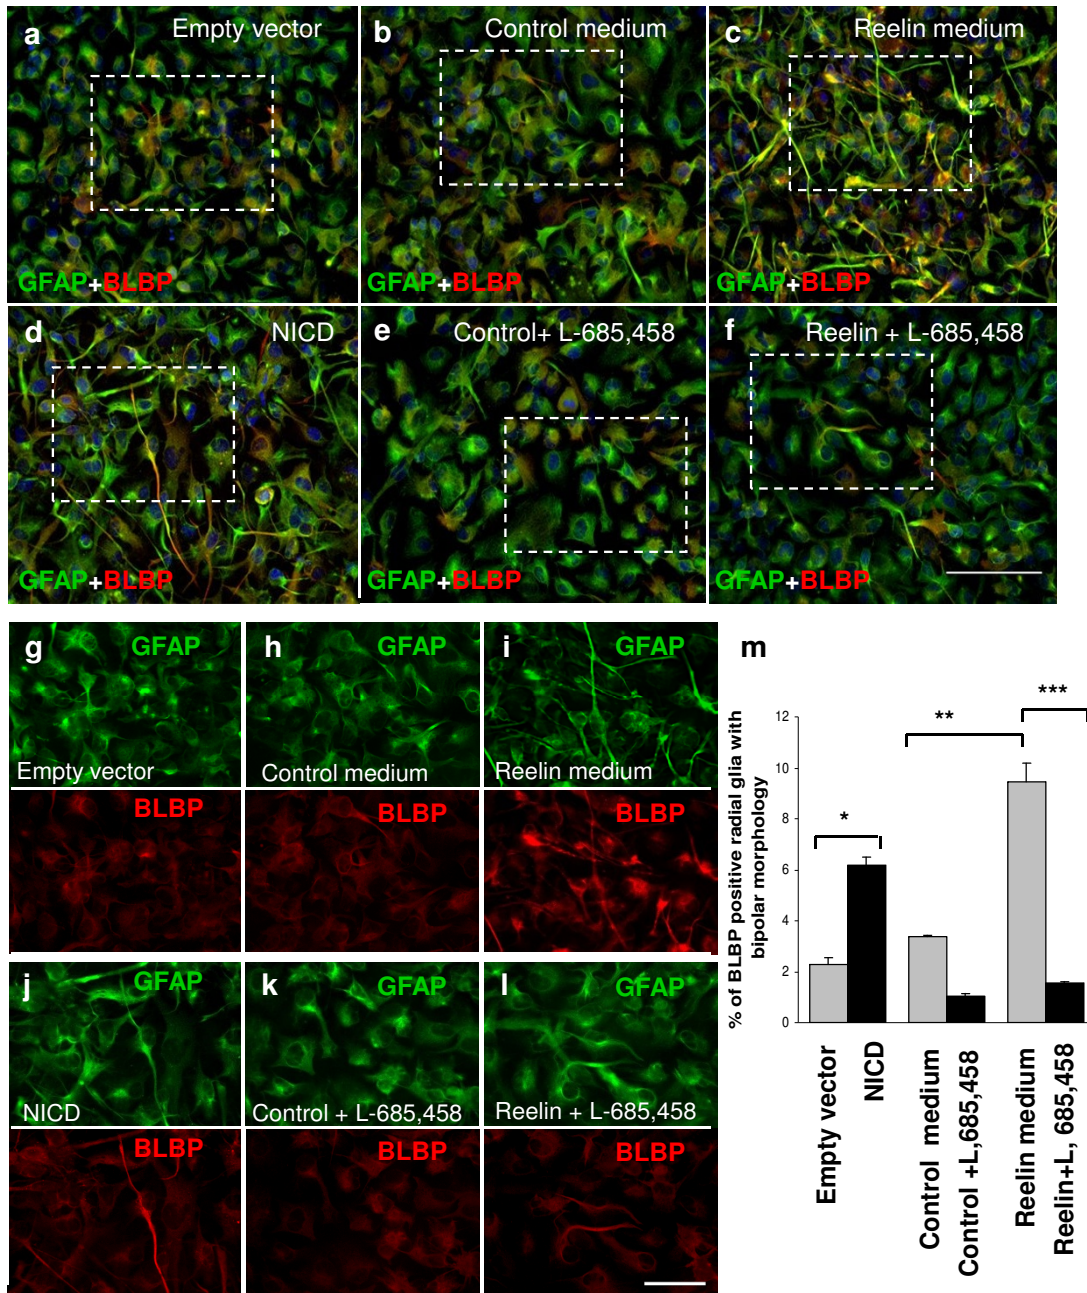 a Empty vector
GFAP+BLBP
b Control medium
GFAP+BLBP
c Reelin medium
GFAP+BLBP
d NICD
GFAP+BLBP
e Control+ L-685,458
GFAP+BLBP
f Reelin + L-685,458
GFAP+BLBP
g GFAP
Empty vector
BLBP
h GFAP
Control medium
BLBP
i GFAP
Reelin medium
BLBP
j GFAP
NICD
BLBP
k GFAP
Control + L-685,458
BLBP
l GFAP
Reelin + L-685,458
BLBP
m
% of BLBP positive radial glia with
bipolar morphology
12
10
8
6
4
2
0
*
**
***
Empty vector
NICD
Control medium
Control +L,685,458
Reelin medium
Reelin+L, 685,458